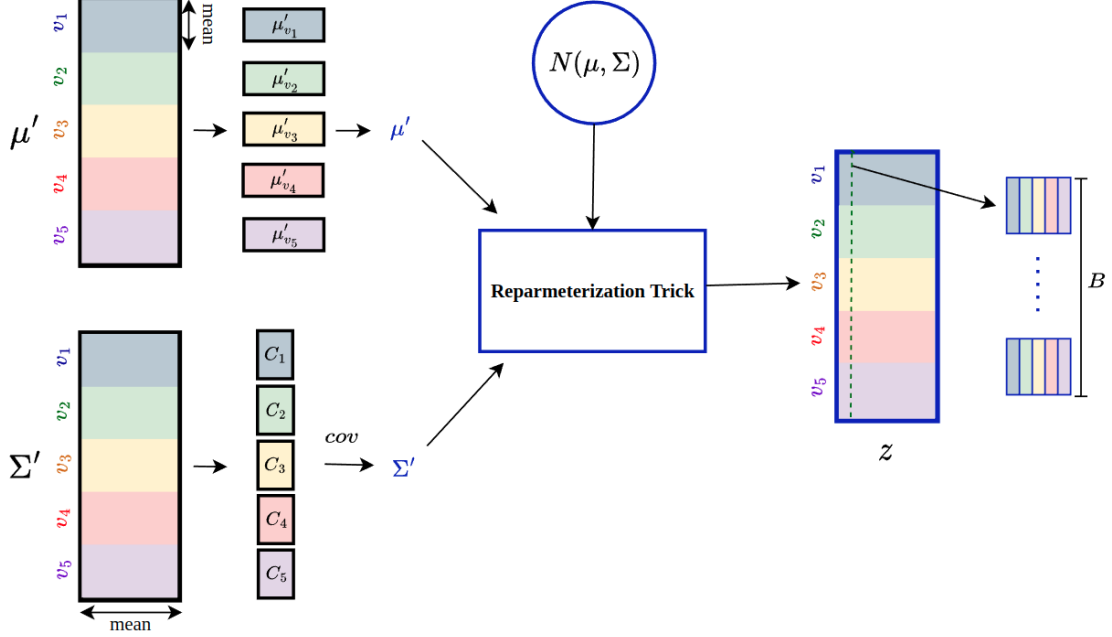 μ′
v₁
v₂
v₃
v₄
v₅
mean
μ′ᵥ₁
μ′ᵥ₂
μ′ᵥ₃
μ′ᵥ₄
μ′ᵥ₅
μ′
N(μ, Σ)
Reparmeterization Trick
Σ′
v₁
v₂
v₃
v₄
v₅
mean
C₁
C₂
C₃
C₄
C₅
cov
Σ′
v₁
v₂
v₃
v₄
v₅
z
B